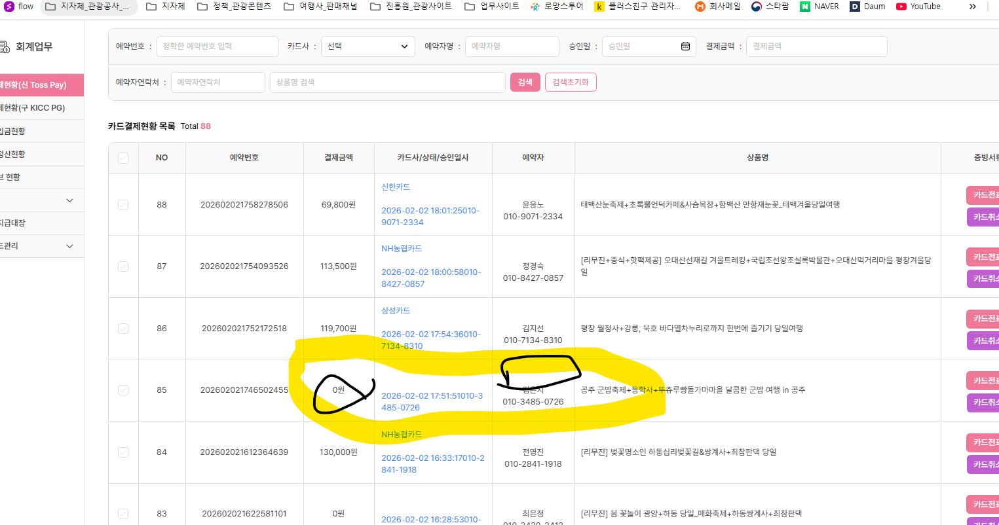 flow 지자체_관광공사_... 지자체 정책_관광콘텐츠 여행사_판매채널 진흥원_관광사이트 업무사이트 로망스투어 플러스친구 관리자... 회사메일 스타팜 NAVER Daum YouTube »
회계업무
예약번호 : 정확한 예약번호 입력 카드사 : 선택 예약자명 : 예약자명 승인일 : 승인일 결제금액 : 결제금액
예약자연락처 : 예약자연락처 상품명 검색 검색 검색초기화
제현황(신 Toss Pay)
제현황(구 KICC PG)
입금현황
정산현황
현황
지급대장
드관리
카드결제현황 목록 Total 88
NO 예약번호 결제금액 카드사/상태/승인일시 예약자 상품명 증빙서류
88 202602021758278506 69,800원 신한카드
2026-02-02 18:01:25010-
9071-2334
윤응노
010-9071-2334
태백산눈축제+초록뿔언덕카페&사슴목장+함백산 만항재눈꽃_태백겨울당일여행
카드전표
카드취소
87 202602021754093526 113,500원 NH농협카드
2026-02-02 18:00:58010-
8427-0857
정경숙
010-8427-0857
[리무진+중식+핫팩제공] 오대산선재길 겨울트레킹+국립조선왕조실록박물관+오대산먹거리마을 평창겨울당
일
카드전표
카드취소
86 202602021752172518 119,700원 삼성카드
2026-02-02 17:54:36010-
7134-8310
김지선
010-7134-8310
평창 월정사+강릉, 묵호 바다열차누리로까지 한번에 즐기기 당일여행
카드전표
카드취소
85 202602021746502455 0원
2026-02-02 17:51:51010-3
485-0726
010-3485-0726
공주 군밤축제+동학사+뚜쥬루빵돌가마마을 달콤한 군밤 여행 in 공주
카드전표
카드취소
84 202602021612364639 130,000원 NH농협카드
2026-02-02 16:33:17010-2
841-1918
전영진
010-2841-1918
[리무진] 벚꽃명소인 하동십리벚꽃길&쌍계사+최참판댁 당일
카드전표
카드취소
83 202602021622581101 0원
2026-02-02 16:28:53010-
최은정
[리무진] 봄 꽃놀이 광양+하동 당일_매화축제+하동쌍계사+최참판댁
카드전표